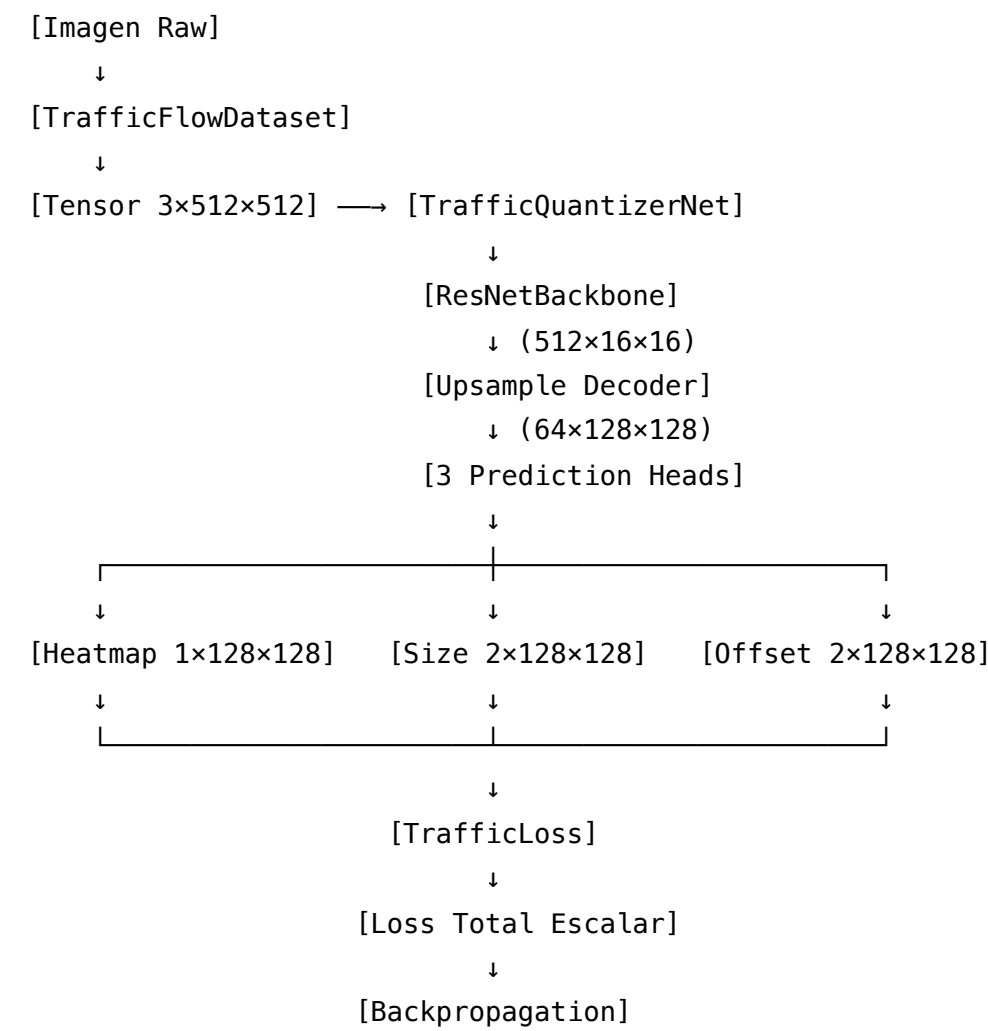 [Imagen Raw]
↓
[TrafficFlowDataset]
↓
[Tensor 3×512×512] ──→ [TrafficQuantizerNet]
↓
[ResNetBackbone]
↓ (512×16×16)
[Upsample Decoder]
↓ (64×128×128)
[3 Prediction Heads]
↓
↓ ↓ ↓
[Heatmap 1×128×128] [Size 2×128×128] [Offset 2×128×128]
↓ ↓ ↓
↓
[TrafficLoss]
↓
[Loss Total Escalar]
↓
[Backpropagation]